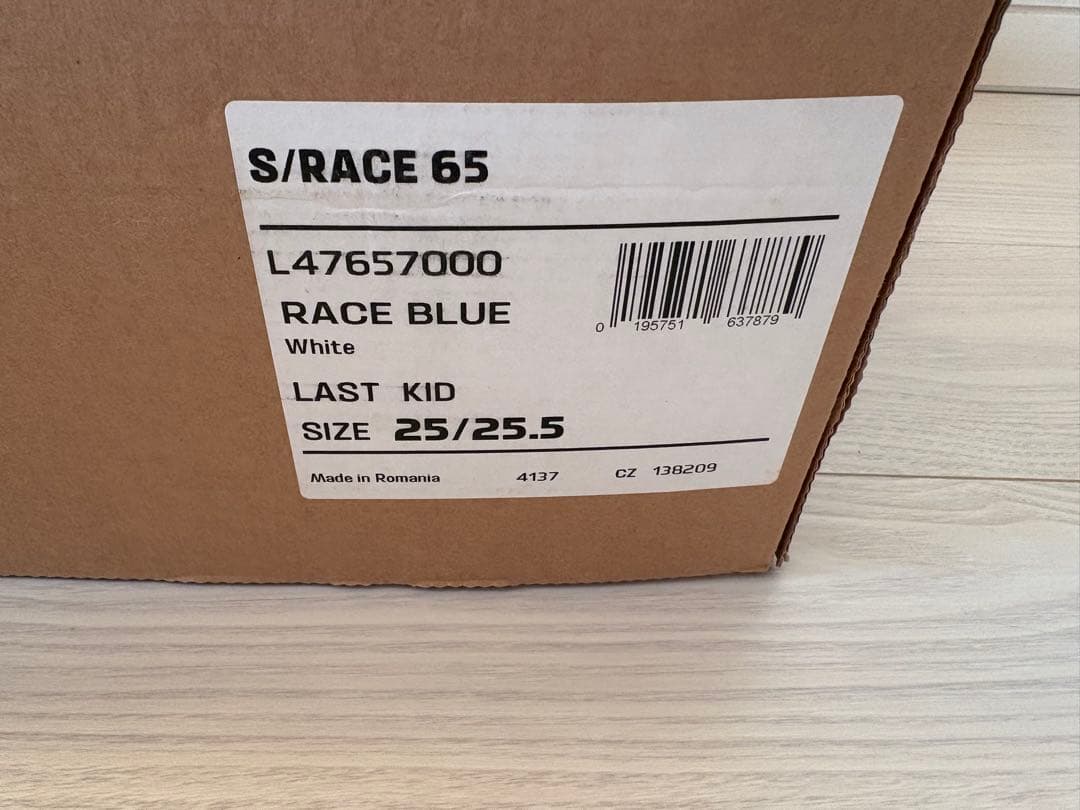 S/RACE 65
L47657000
RACE BLUE
White
0 195751 637879
LAST KID
SIZE 25/25.5
Made in Romania 4137 CZ 138209